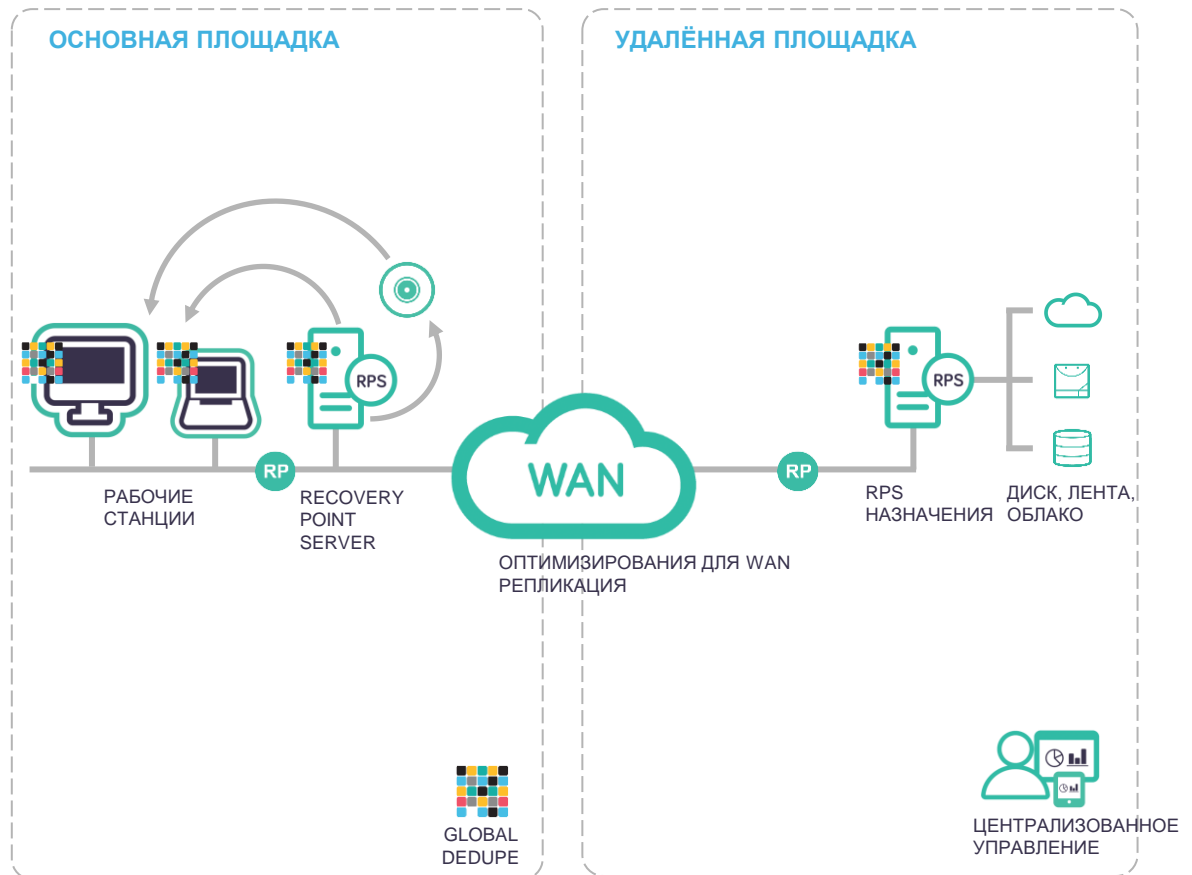 ОСНОВНАЯ ПЛОЩАДКА
УДАЛЁННАЯ ПЛОЩАДКА
RPS
RPS
WAN
RP
RP
РАБОЧИЕ
СТАНЦИИ
RECOVERY
POINT
SERVER
RPS
НАЗНАЧЕНИЯ
ДИСК, ЛЕНТА,
ОБЛАКО
ОПТИМИЗИРОВАНИЯ ДЛЯ WAN
РЕПЛИКАЦИЯ
GLOBAL
DEDUPE
ЦЕНТРАЛИЗОВАННОЕ
УПРАВЛЕНИЕ